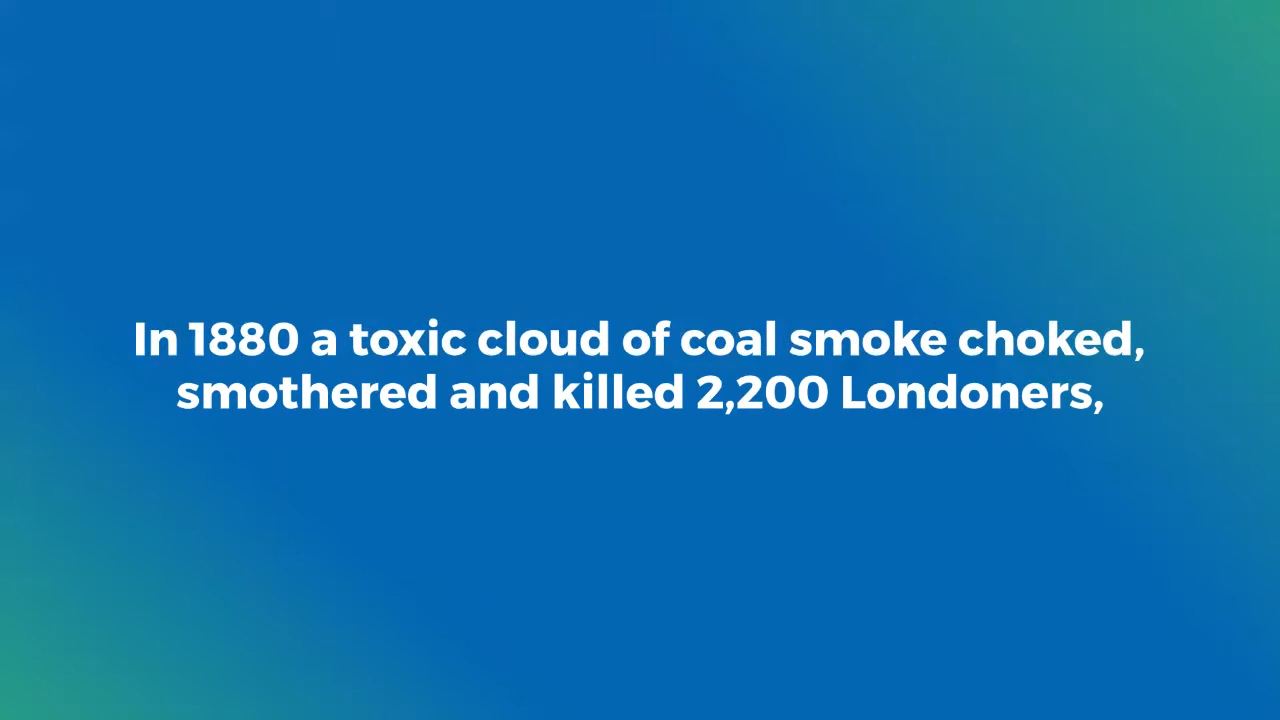 In 1880 a toxic cloud of coal smoke choked,
smothered and killed 2,200 Londoners,